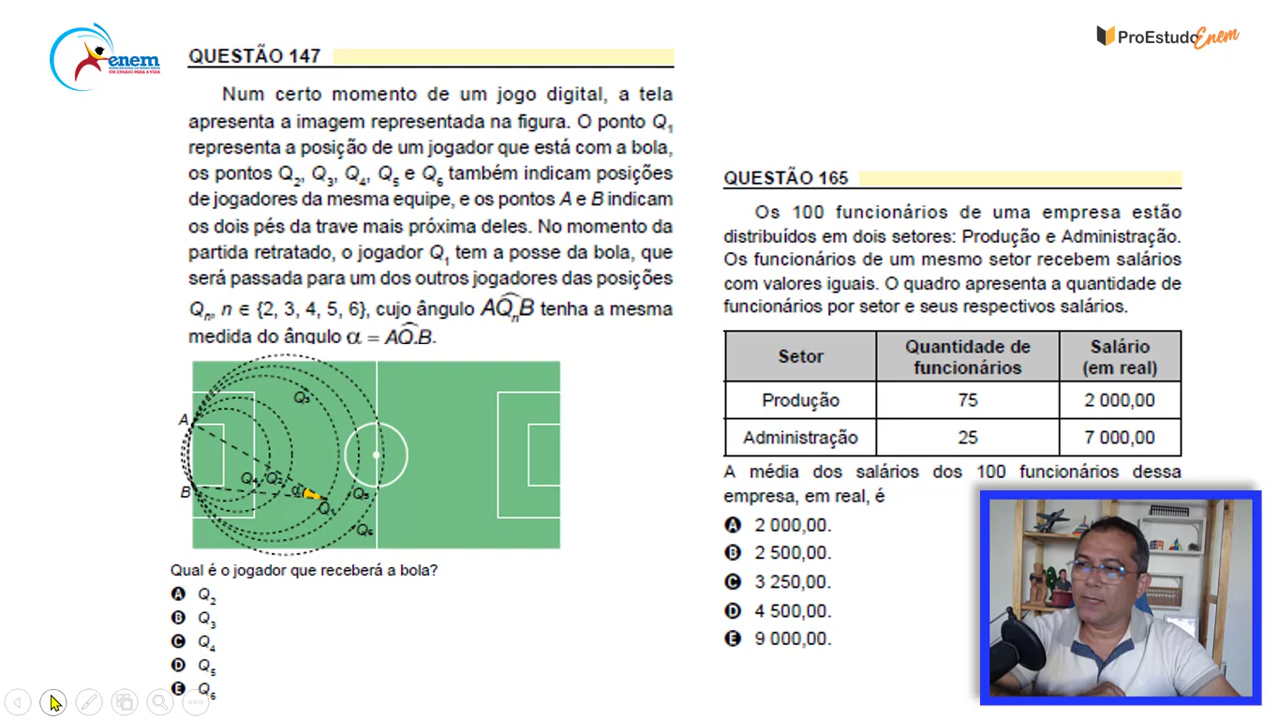 enem
UM ENSAIO PARA A VIDA
ProEstudoEnem
QUESTÃO 147
Num certo momento de um jogo digital, a tela
apresenta a imagem representada na figura. O ponto Q1
representa a posição de um jogador que está com a bola,
os pontos Q2, Q3, Q4, Q5 e Q6 também indicam posições
de jogadores da mesma equipe, e os pontos A e B indicam
os dois pés da trave mais próxima deles. No momento da
partida retratado, o jogador Q1 tem a posse da bola, que
será passada para um dos outros jogadores das posições
Qn, n ∈ {2, 3, 4, 5, 6}, cujo ângulo AQnB tenha a mesma
medida do ângulo α = AQ1B.
Q3
A
B
Q4
Q2
α
Q1
Q5
Q6
Qual é o jogador que receberá a bola?
A Q2
B Q3
C Q4
D Q5
E Q6
QUESTÃO 165
Os 100 funcionários de uma empresa estão
distribuídos em dois setores: Produção e Administração.
Os funcionários de um mesmo setor recebem salários
com valores iguais. O quadro apresenta a quantidade de
funcionários por setor e seus respectivos salários.
Setor Quantidade de funcionários Salário (em real)
Produção 75 2 000,00
Administração 25 7 000,00
A média dos salários dos 100 funcionários dessa
empresa, em real, é
A 2 000,00.
B 2 500,00.
C 3 250,00.
D 4 500,00.
E 9 000,00.